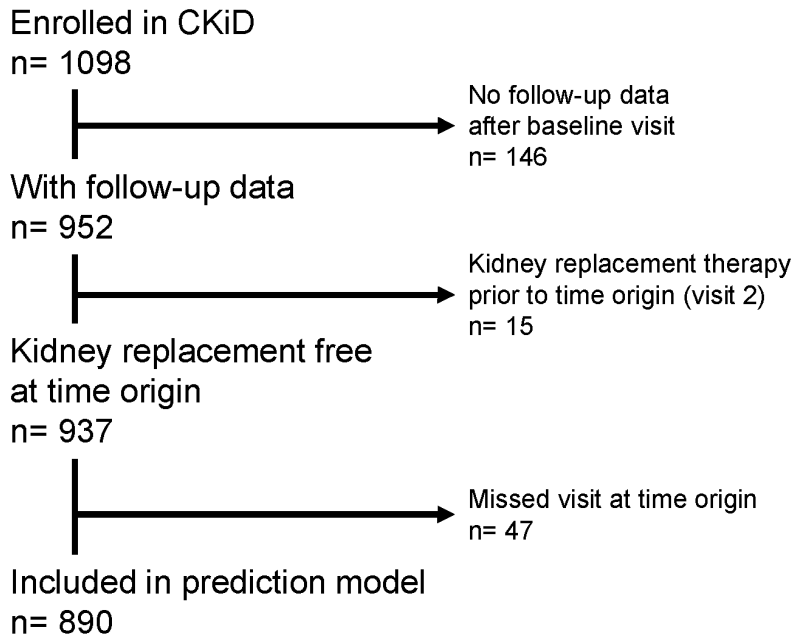 Enrolled in CKiD
n= 1098
No follow-up data
after baseline visit
n= 146
With follow-up data
n= 952
Kidney replacement therapy
prior to time origin (visit 2)
n= 15
Kidney replacement free
at time origin
n= 937
Missed visit at time origin
n= 47
Included in prediction model
n= 890